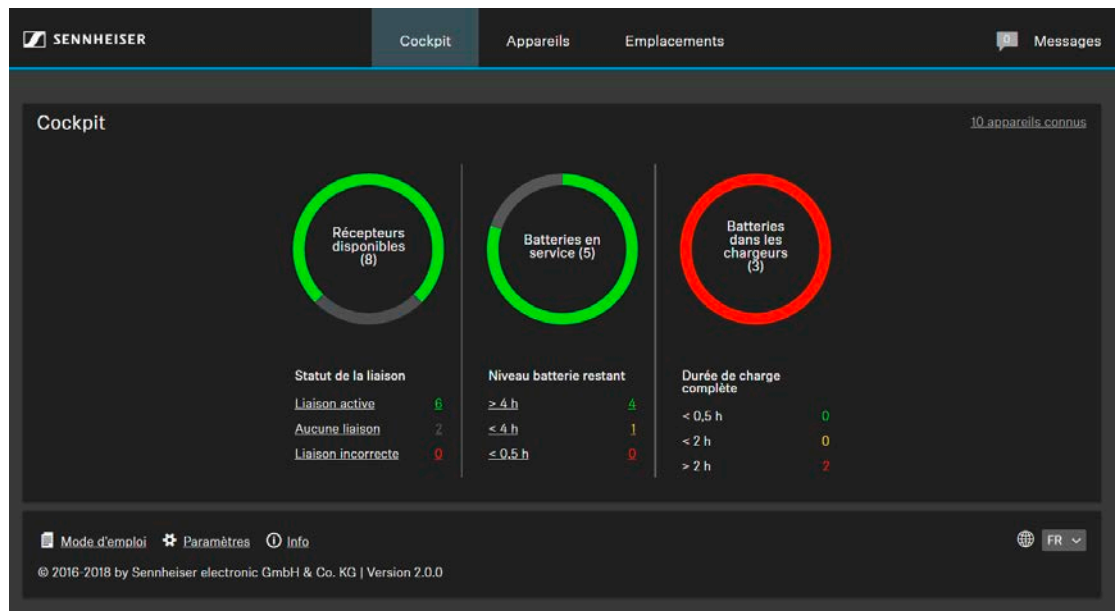 SENNHEISER
Cockpit
Appareils
Emplacements
0
Messages
Cockpit
10 appareils connus
Récepteurs
disponibles
(8)
Batteries en
service (5)
Batteries
dans les
chargeurs
(3)
Statut de la liaison
Liaison active 6
Aucune liaison 2
Liaison incorrecte 0
Niveau batterie restant
> 4 h 4
< 4 h 1
< 0,5 h 0
Durée de charge
complète
< 0,5 h 0
< 2 h 0
> 2 h 2
Mode d'emploi Paramètres Info
FR
© 2016-2018 by Sennheiser electronic GmbH & Co. KG | Version 2.0.0